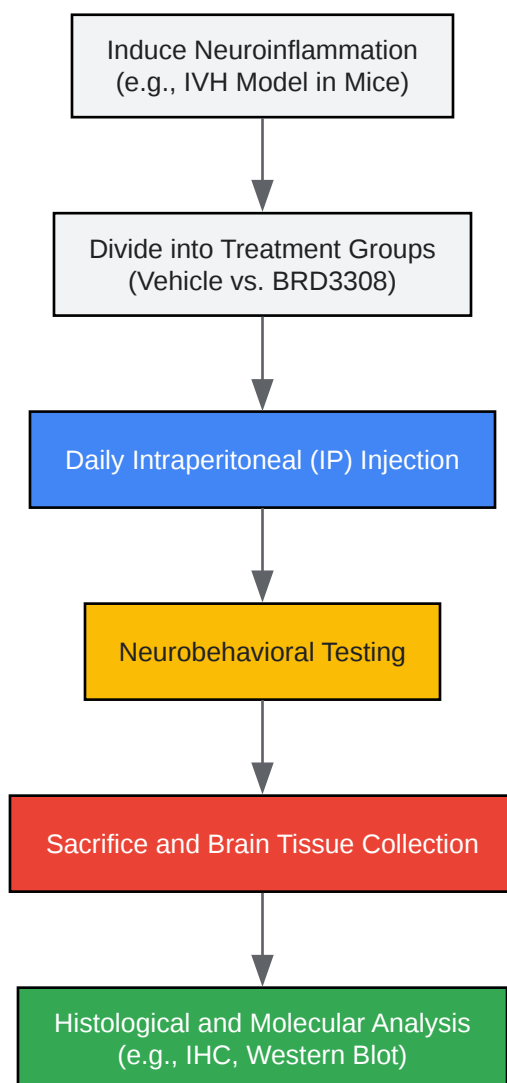 Induce Neuroinflammation
(e.g., IVH Model in Mice)
Divide into Treatment Groups
(Vehicle vs. BRD3308)
Daily Intraperitoneal (IP) Injection
Neurobehavioral Testing
Sacrifice and Brain Tissue Collection
Histological and Molecular Analysis
(e.g., IHC, Western Blot)